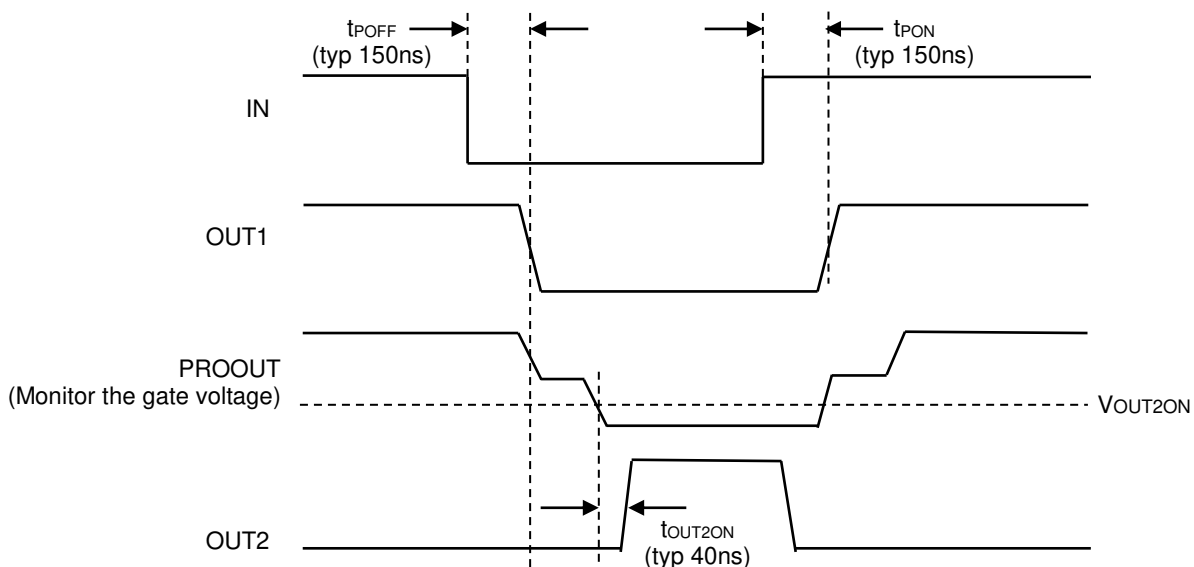 tPOFF
(typ 150ns)
tPON
(typ 150ns)
IN
OUT1
PROOUT
(Monitor the gate voltage)
VOUT2ON
OUT2
tOUT2ON
(typ 40ns)